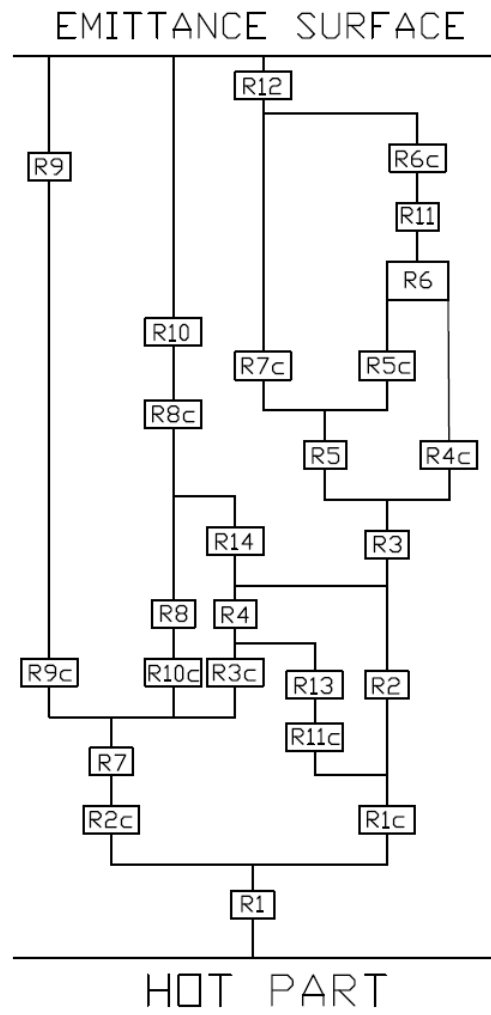 EMITTANCE SURFACE
R12
R6c
R9
R11
R6
R10
R7c
R5c
R8c
R5
R4c
R14
R3
R8
R4
R9c
R10c
R3c
R13
R2
R11c
R7
R2c
R1c
R1
HOT PART